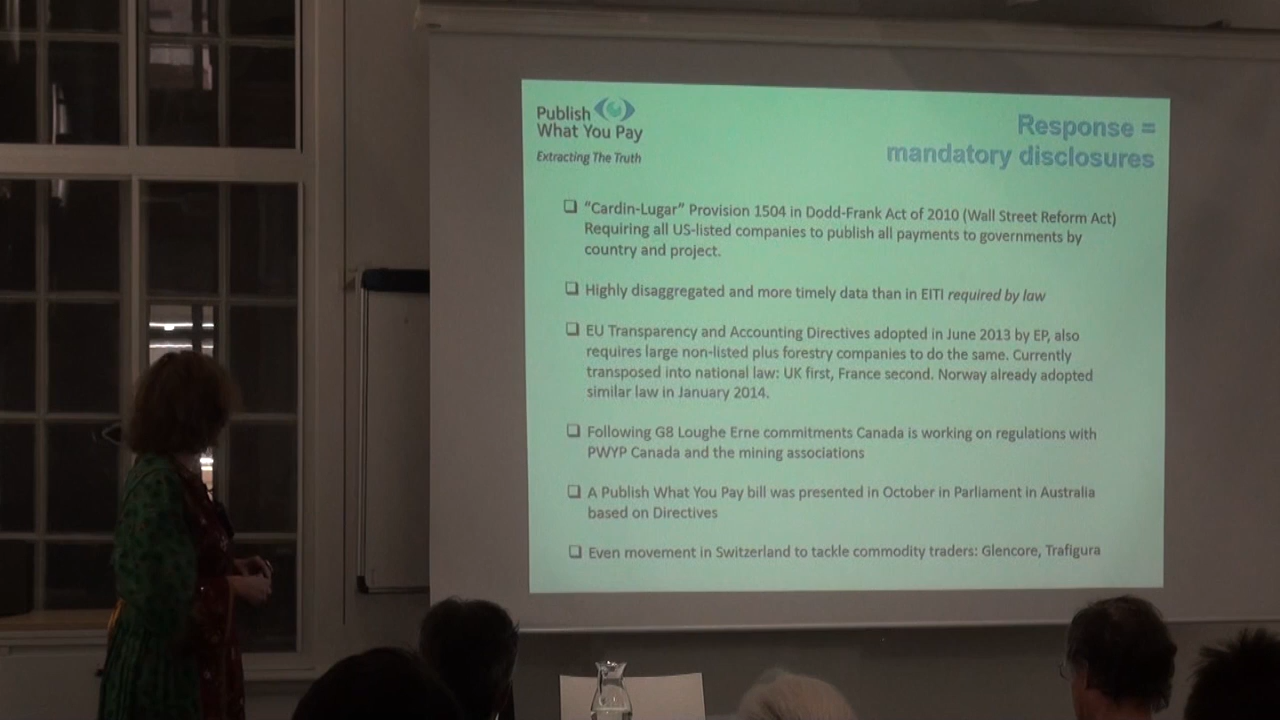 Publish
What You Pay
Extracting The Truth
Response =
mandatory disclosures
❑ "Cardin-Lugar" Provision 1504 in Dodd-Frank Act of 2010 (Wall Street Reform Act)
Requiring all US-listed companies to publish all payments to governments by
country and project.
❑ Highly disaggregated and more timely data than in EITI required by law
❑ EU Transparency and Accounting Directives adopted in June 2013 by EP, also
requires large non-listed plus forestry companies to do the same. Currently
transposed into national law: UK first, France second. Norway already adopted
similar law in January 2014.
❑ Following G8 Loughe Erne commitments Canada is working on regulations with
PWYP Canada and the mining associations
❑ A Publish What You Pay bill was presented in October in Parliament in Australia
based on Directives
❑ Even movement in Switzerland to tackle commodity traders: Glencore, Trafigura